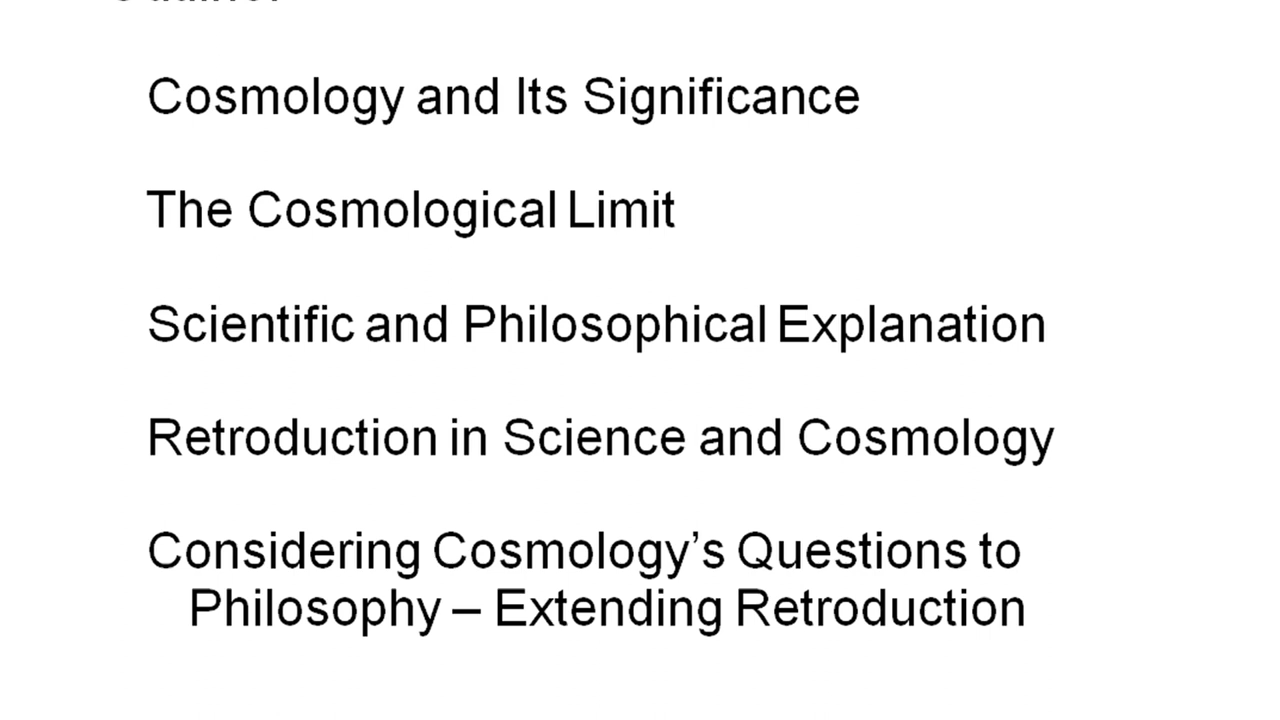 Cosmology and Its Significance
The Cosmological Limit
Scientific and Philosophical Explanation
Retroduction in Science and Cosmology
Considering Cosmology’s Questions to
Philosophy – Extending Retroduction